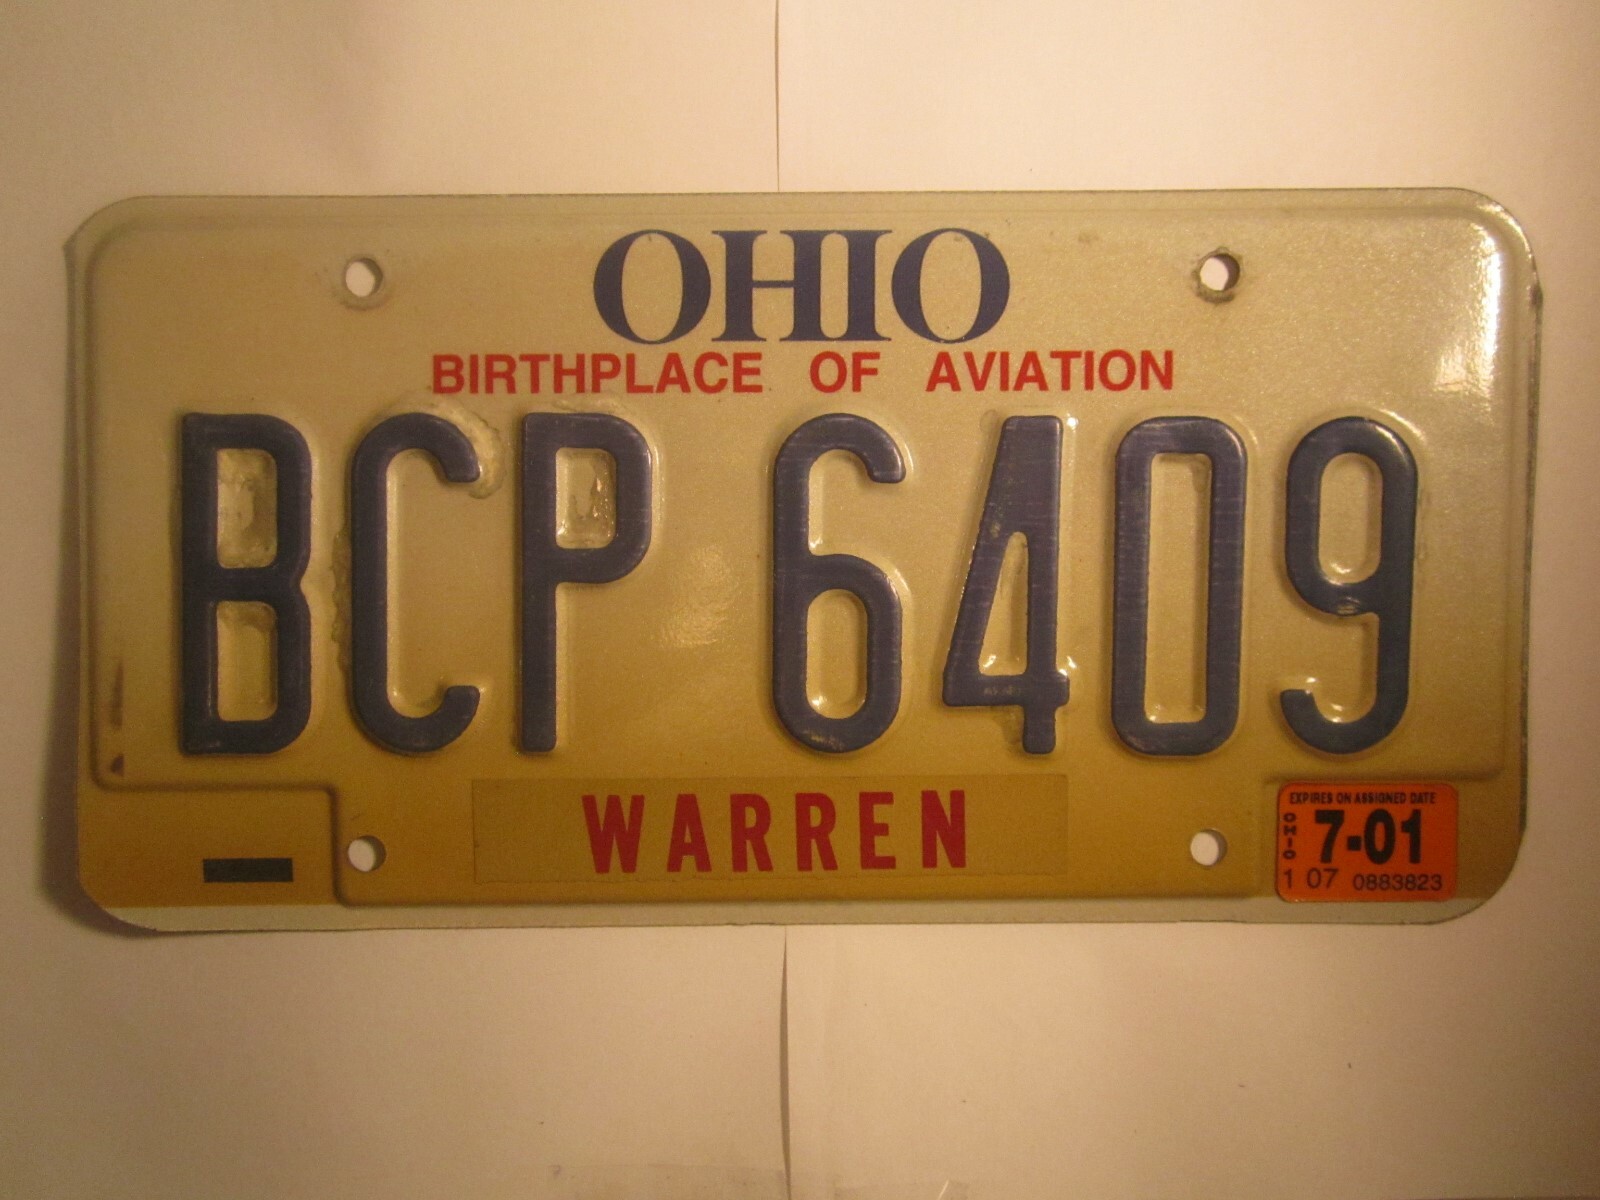 OHIO
BIRTHPLACE OF AVIATION
BCP 6409
WARREN
EXPIRES ON ASSIGNED DATE
OHIO
7-01
1 07 0883823